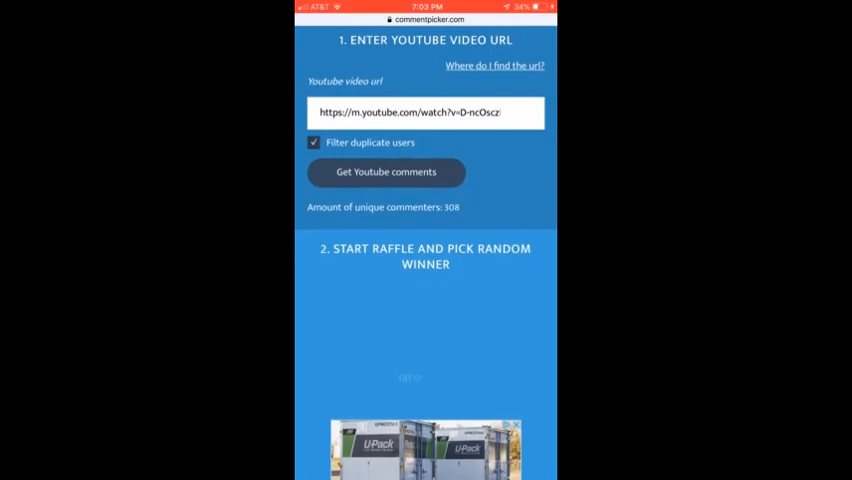 AT&T 7:03 PM 34%
commentpicker.com
1. ENTER YOUTUBE VIDEO URL
Where do I find the url?
Youtube video url
https://m.youtube.com/watch?v=D-ncOscz
Filter duplicate users
Get Youtube comments
Amount of unique commenters: 308
2. START RAFFLE AND PICK RANDOM
WINNER
U-Pack
U-Pack